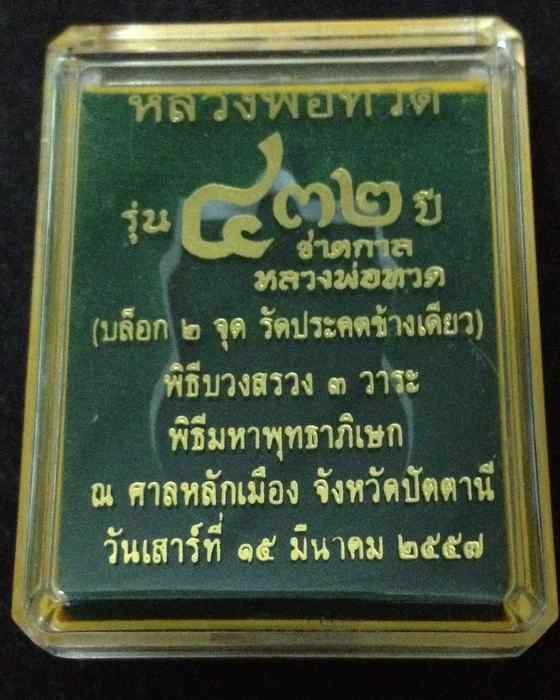 หลวงพ่อทวด
รุ่น ๔๓๒ ปี
ชาตกาล
หลวงพ่อทวด
(บล็อก ๒ จุด รัดประคตข้างเดียว)
พิธีบวงสรวง ๓ วาระ
พิธีมหาพุทธาภิเษก
ณ ศาลหลักเมือง จังหวัดปัตตานี
วันเสาร์ที่ ๑๕ มีนาคม ๒๕๕๗